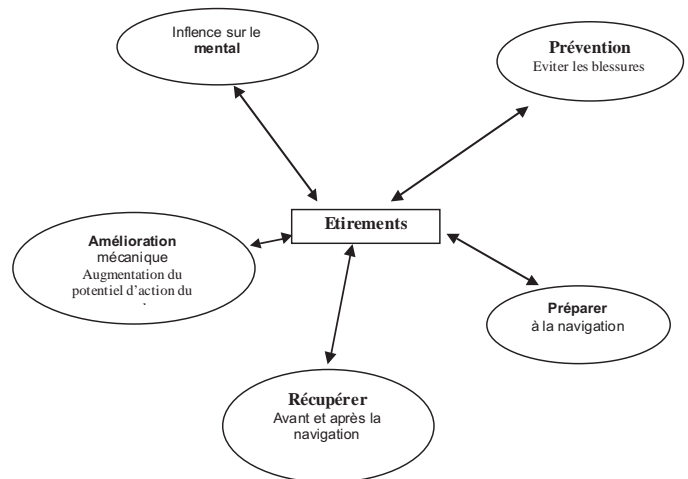 Inflence sur le
mental
Prévention
Eviter les blessures
Etirements
Amélioration
mécanique
Augmentation du
potentiel d'action du
Préparer
à la navigation
Récupérer
Avant et après la
navigation